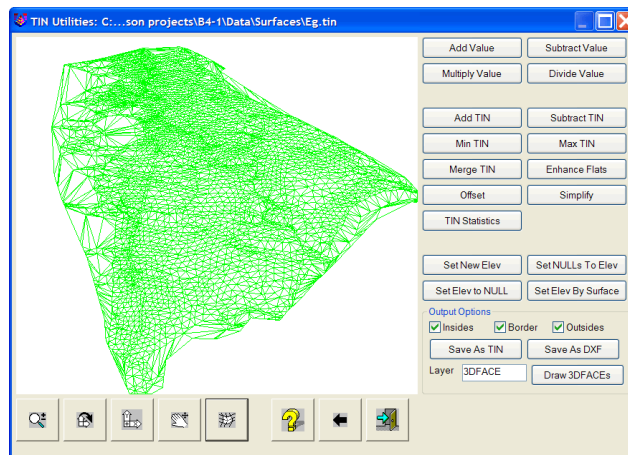 TIN Utilities: C:...son projects\B4-1\Data\Surfaces\Eg.tin
Add Value Subtract Value
Multiply Value Divide Value
Add TIN Subtract TIN
Min TIN Max TIN
Merge TIN Enhance Flats
Offset Simplify
TIN Statistics
Set New Elev Set NULLs To Elev
Set Elev to NULL Set Elev By Surface
Output Options
Insides Border Outsides
Save As TIN Save As DXF
Layer 3DFACE Draw 3DFACEs